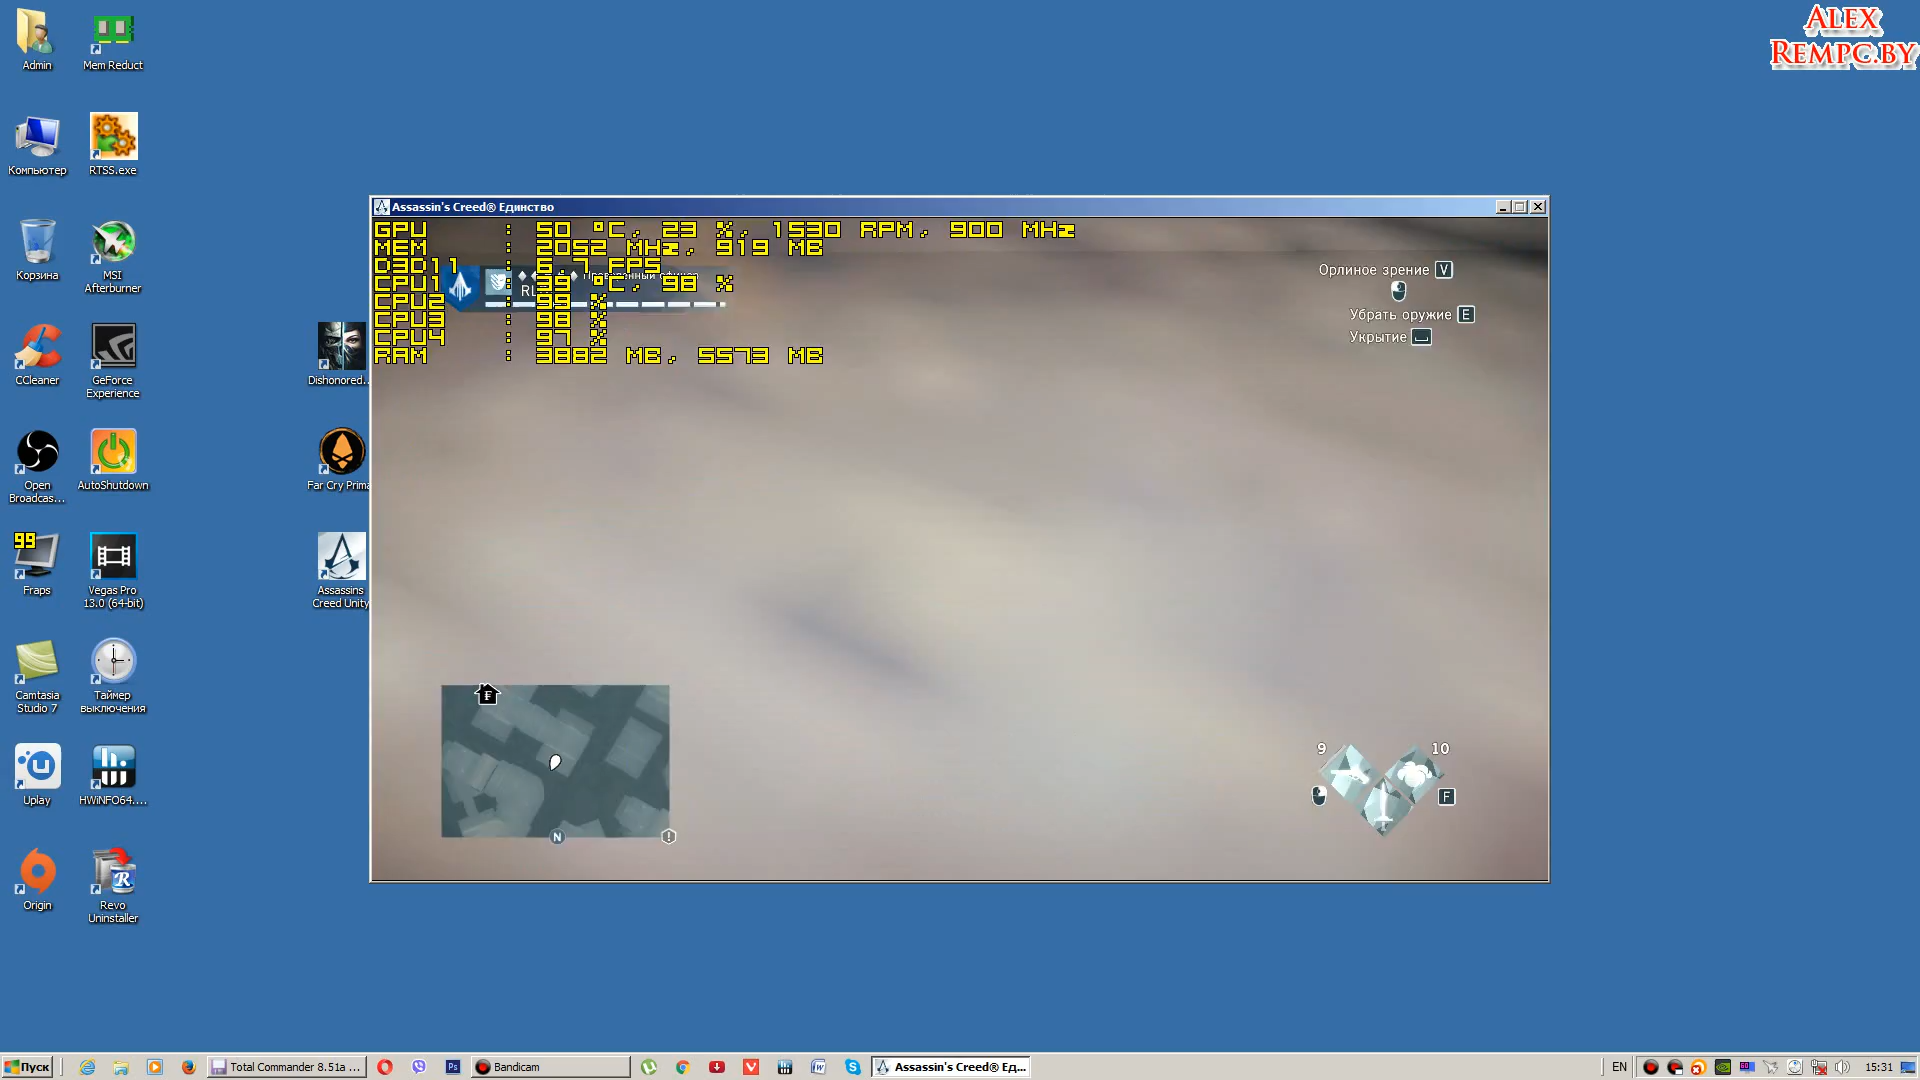 Alex
Rempc.by
Admin
Mem Reduct
Компьютер
RTSS.exe
Корзина
MSI
Afterburner
CCleaner
GeForce
Experience
Dishonored...
Open
Broadcas...
AutoShutdown
Far Cry Prima
99
Fraps
Vegas Pro
13.0 (64-bit)
Assassins
Creed Unity
Camtasia
Studio 7
Таймер
выключения
Uplay
HWiNFO64....
Origin
Revo
Uninstaller
Assassin's Creed® Единство
GPU : 50 °C, 23 %, 1530 RPM, 900 MHz
MEM : 2052 MHz, 919 MB
D3D11 : 6.7 FPS
CPU1 : 39 °C, 98 %
CPU2 : 99 %
CPU3 : 98 %
CPU4 : 97 %
RAM : 3882 MB, 5573 MB
Орлиное зрение V
Убрать оружие E
Укрытие
N
!
9
10
F
Пуск
Total Commander 8.51a ...
Ps
Bandicam
Assassin's Creed® Ед...
EN
15:31